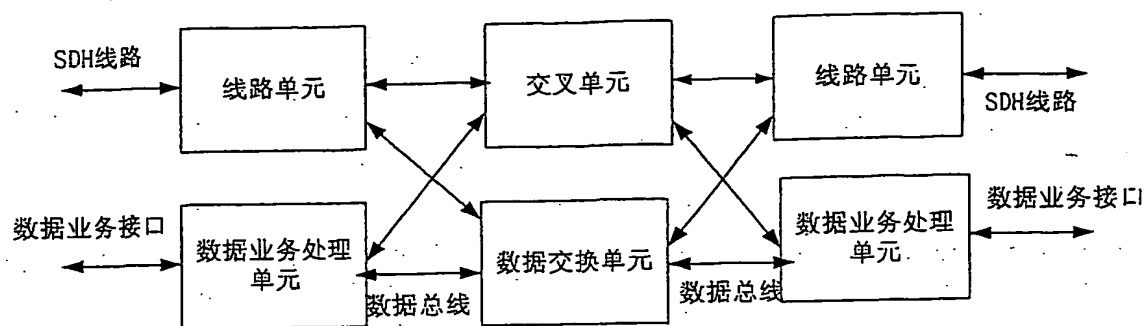 SDH线路
线路单元
交叉单元
线路单元
SDH线路
数据业务接口
数据业务处理
单元
数据总线
数据交换单元
数据总线
数据业务处理
单元
数据业务接口